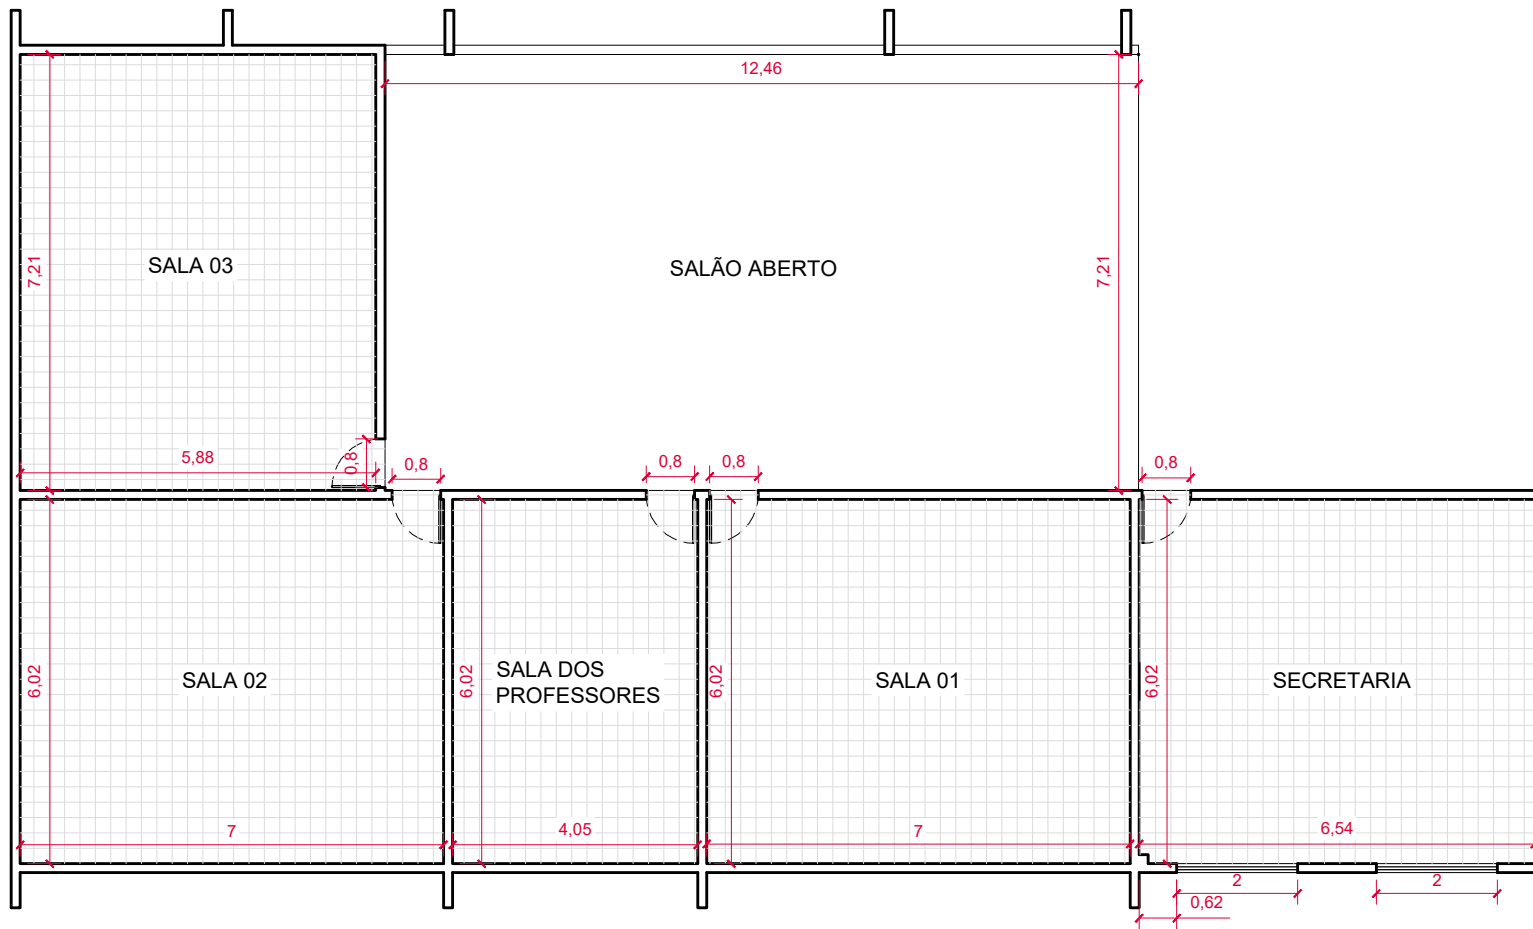 12,46
SALA 03
SALÃO ABERTO
7,21
7,21
5,88
0,8
0,8
0,8
0,8
0,8
SALA 02
SALA DOS
PROFESSORES
SALA 01
SECRETARIA
6,02
6,02
6,02
6,02
7
4,05
7
6,54
2
2
0,62